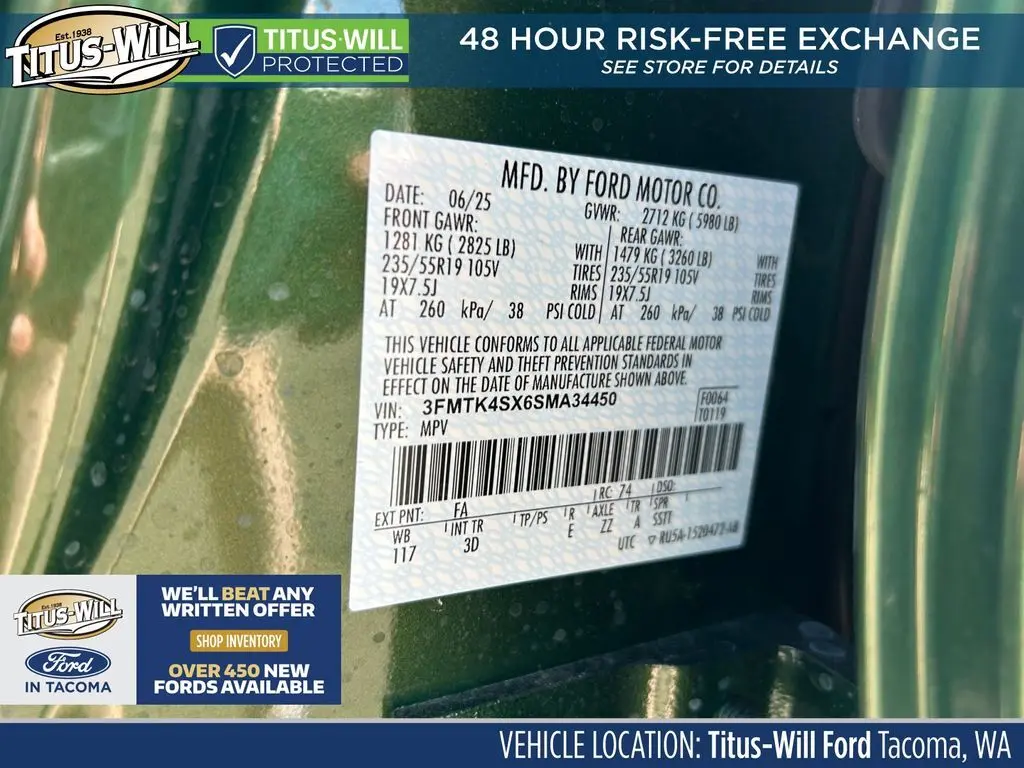 Est. 1938
TITUS-WILL
TITUS-WILL
PROTECTED
48 HOUR RISK-FREE EXCHANGE
SEE STORE FOR DETAILS
MFD. BY FORD MOTOR CO.
DATE: 06/25 GVWR: 2712 KG ( 5980 LB)
FRONT GAWR: REAR GAWR:
1281 KG ( 2825 LB) WITH 1479 KG ( 3260 LB) WITH
235/55R19 105V TIRES 235/55R19 105V TIRES
19X7.5J RIMS 19X7.5J RIMS
AT 260 kPa/ 38 PSI COLD AT 260 kPa/ 38 PSI COLD
THIS VEHICLE CONFORMS TO ALL APPLICABLE FEDERAL MOTOR
VEHICLE SAFETY AND THEFT PREVENTION STANDARDS IN
EFFECT ON THE DATE OF MANUFACTURE SHOWN ABOVE.
VIN: 3FMTK4SX6SMA34450 F0064
TYPE: MPV T0119
EXT PNT: FA RC: 74 DSO:
WB INT TR TP/PS R AXLE TR SPR
117 3D E ZZ A SSTT
UTC ▽ RU5A-1520472-AB
Est. 1938
TITUS-WILL
Ford
IN TACOMA
WE'LL BEAT ANY
WRITTEN OFFER
SHOP INVENTORY
OVER 450 NEW
FORDS AVAILABLE
VEHICLE LOCATION: Titus-Will Ford Tacoma, WA